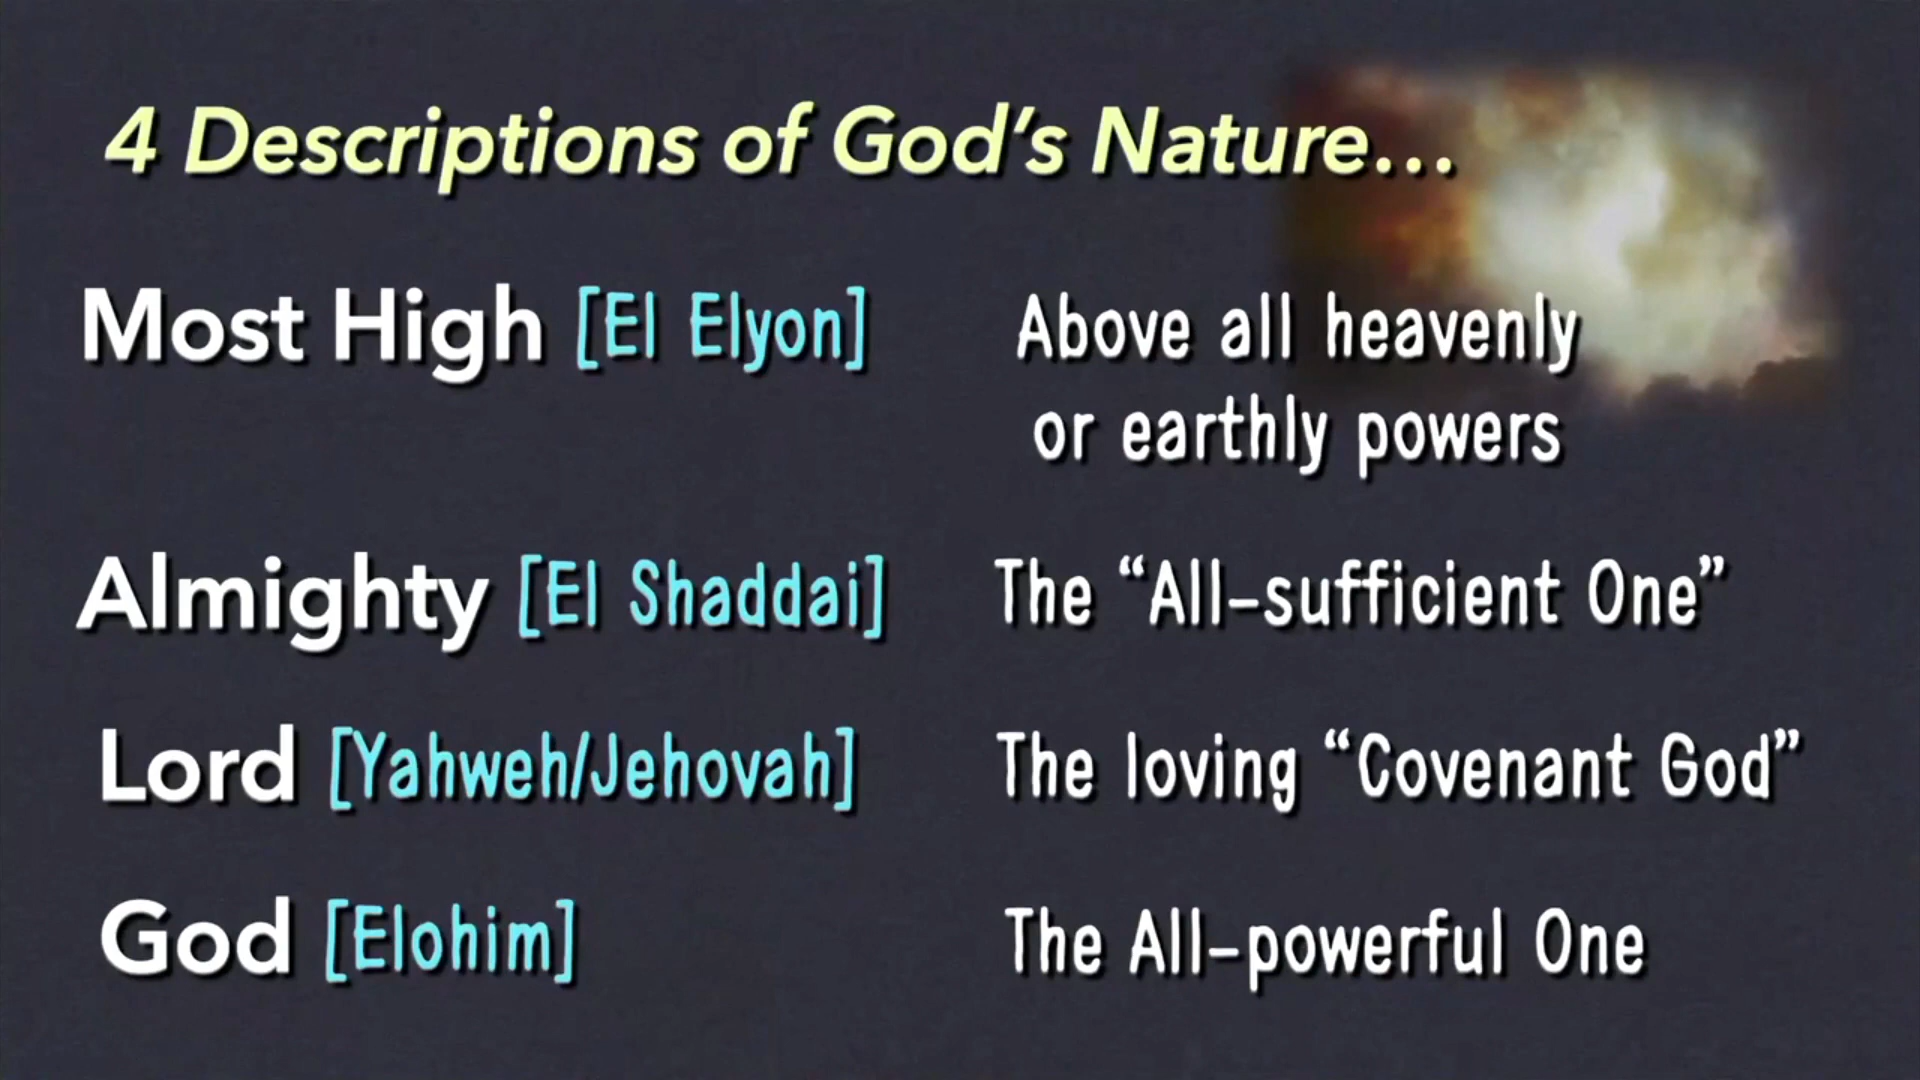 4 Descriptions of God’s Nature...
Most High [El Elyon] Above all heavenly
or earthly powers
Almighty [El Shaddai] The “All-sufficient One”
Lord [Yahweh/Jehovah] The loving “Covenant God”
God [Elohim] The All-powerful One